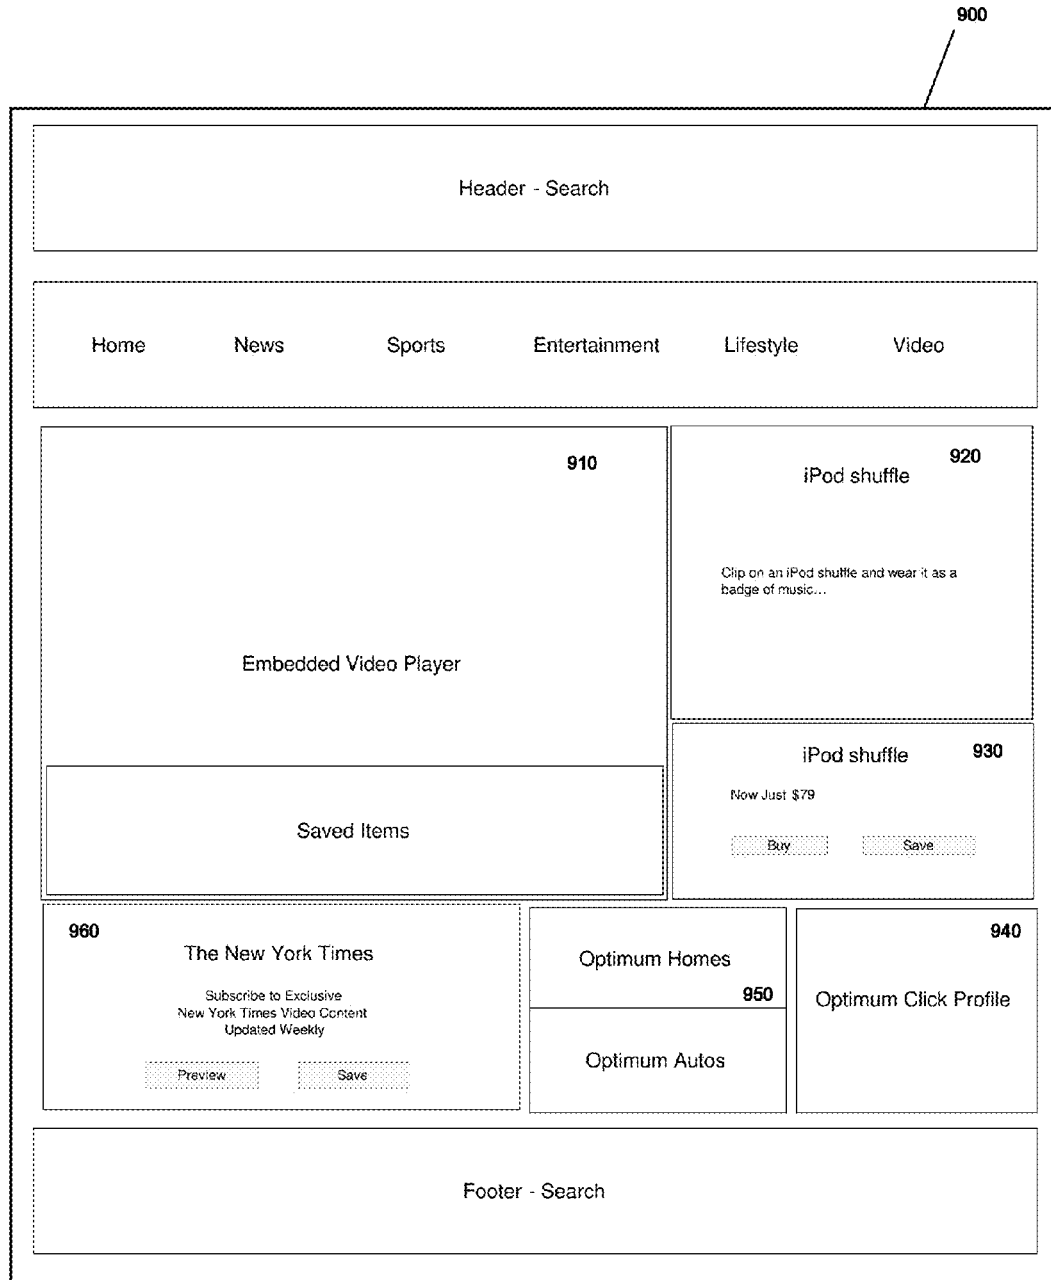 900
Header - Search
Home News Sports Entertainment Lifestyle Video
910
Embedded Video Player
Saved Items
920
iPod shuffle
Clip on an iPod shuffle and wear it as a
badge of music...
iPod shuffle 930
Now Just $79
Buy Save
960
The New York Times
Subscribe to Exclusive
New York Times Video Content
Updated Weekly
Preview Save
Optimum Homes
950
Optimum Autos
940
Optimum Click Profile
Footer - Search